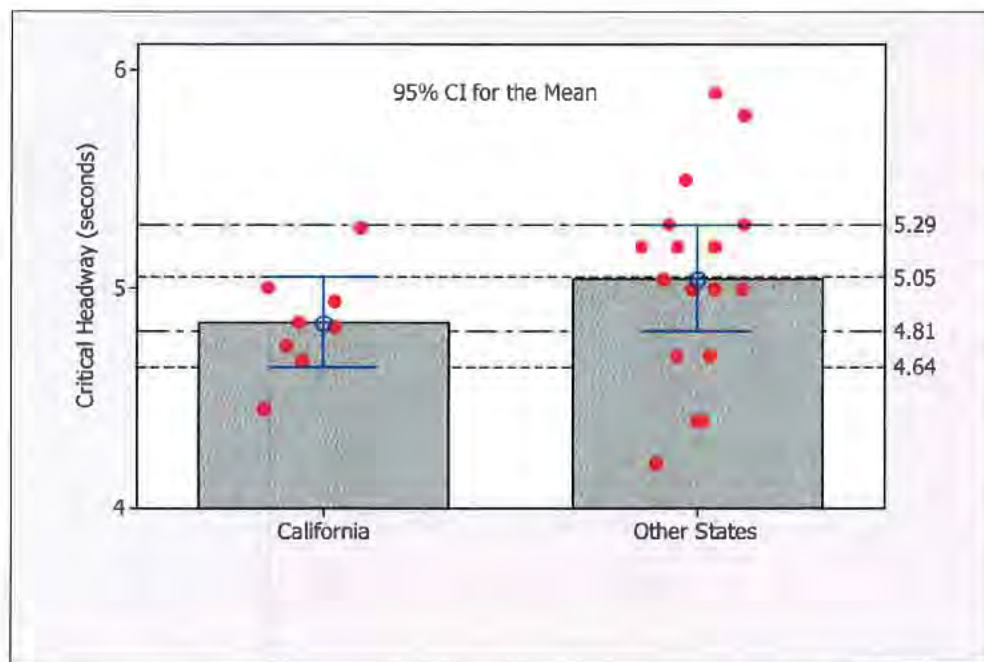 6
95% CI for the Mean
Critical Headway (seconds)
5.29
5.05
5
4.81
4.64
4
California
Other States